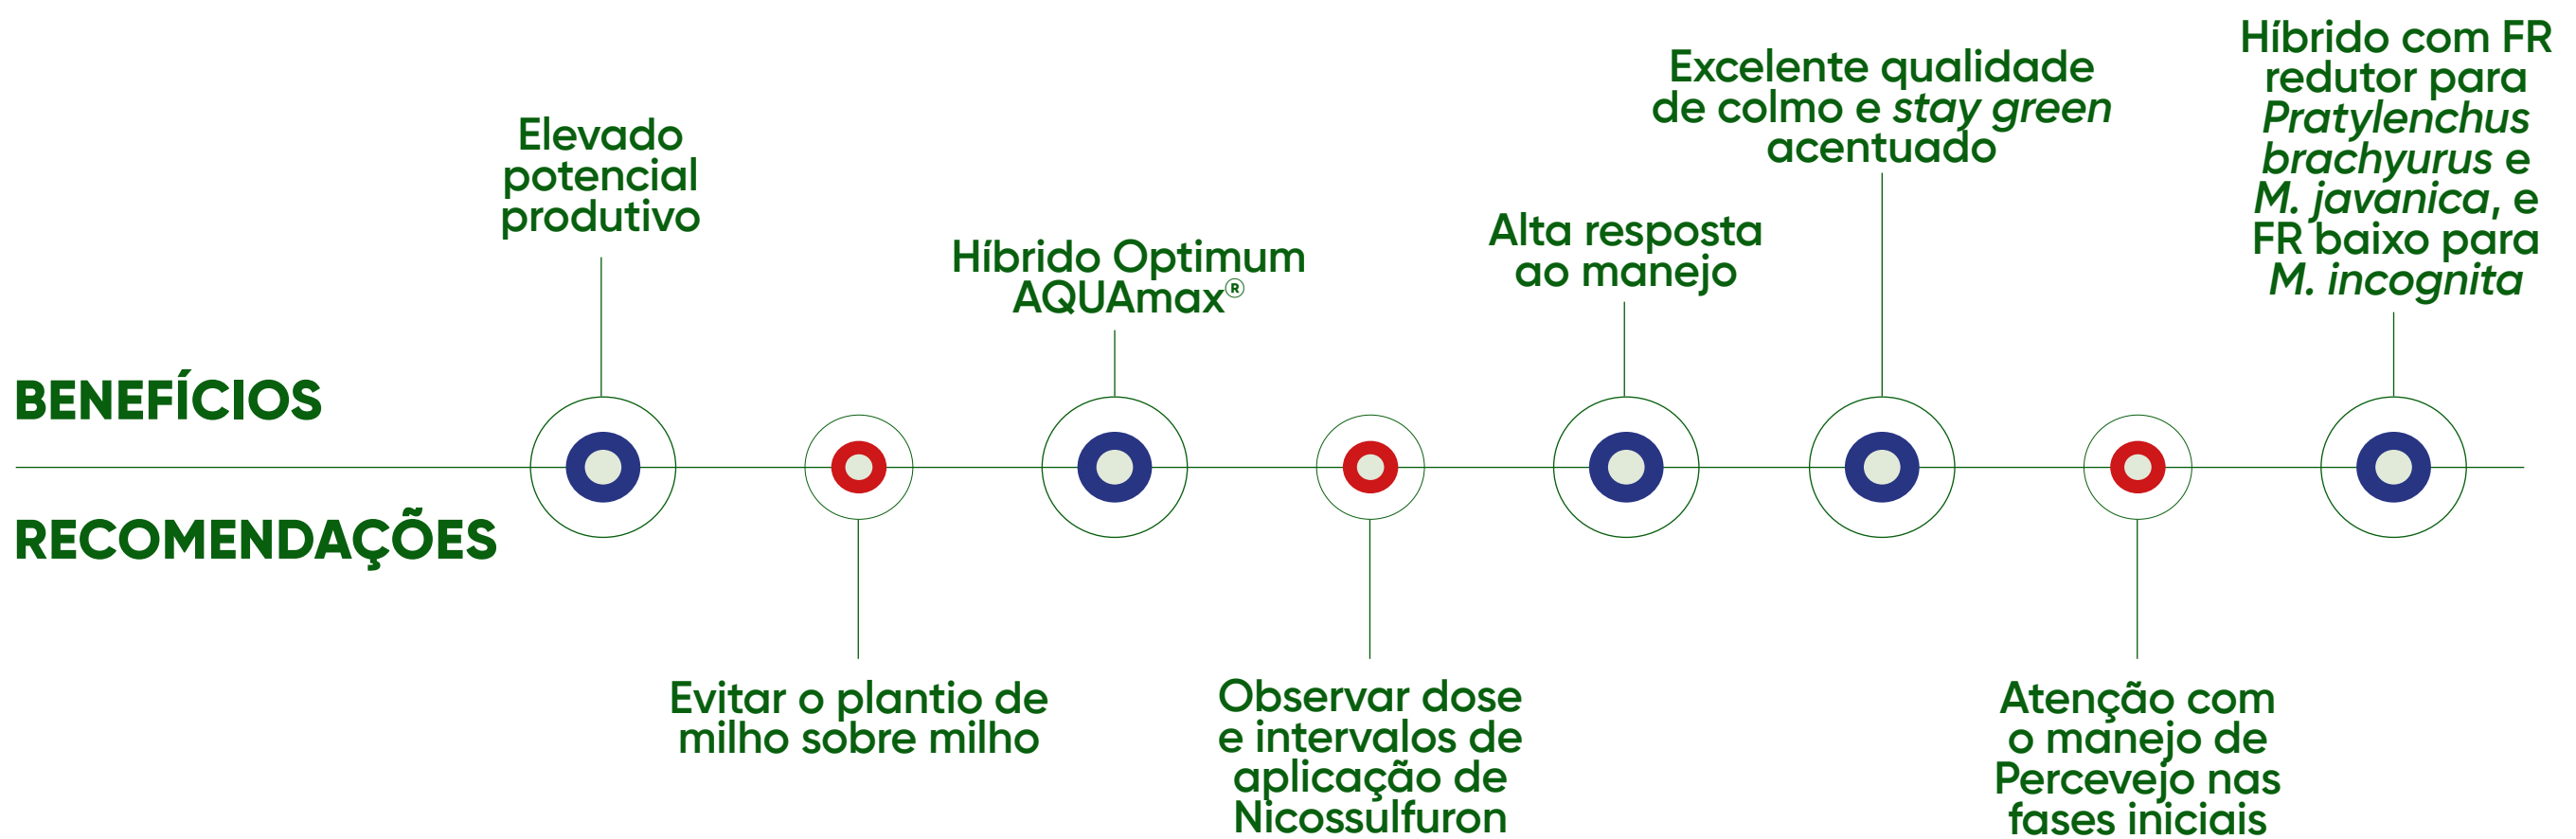 BENEFÍCIOS
Elevado
potencial
produtivo
Híbrido Optimum
AQUAmax®
Alta resposta
ao manejo
Excelente qualidade
de colmo e stay green
acentuado
Híbrido com FR
redutor para
Pratylenchus
brachyurus e
M. javanica, e
FR baixo para
M. incognita
RECOMENDAÇÕES
Evitar o plantio de
milho sobre milho
Observar dose
e intervalos de
aplicação de
Nicossulfuron
Atenção com
o manejo de
Percevejo nas
fases iniciais